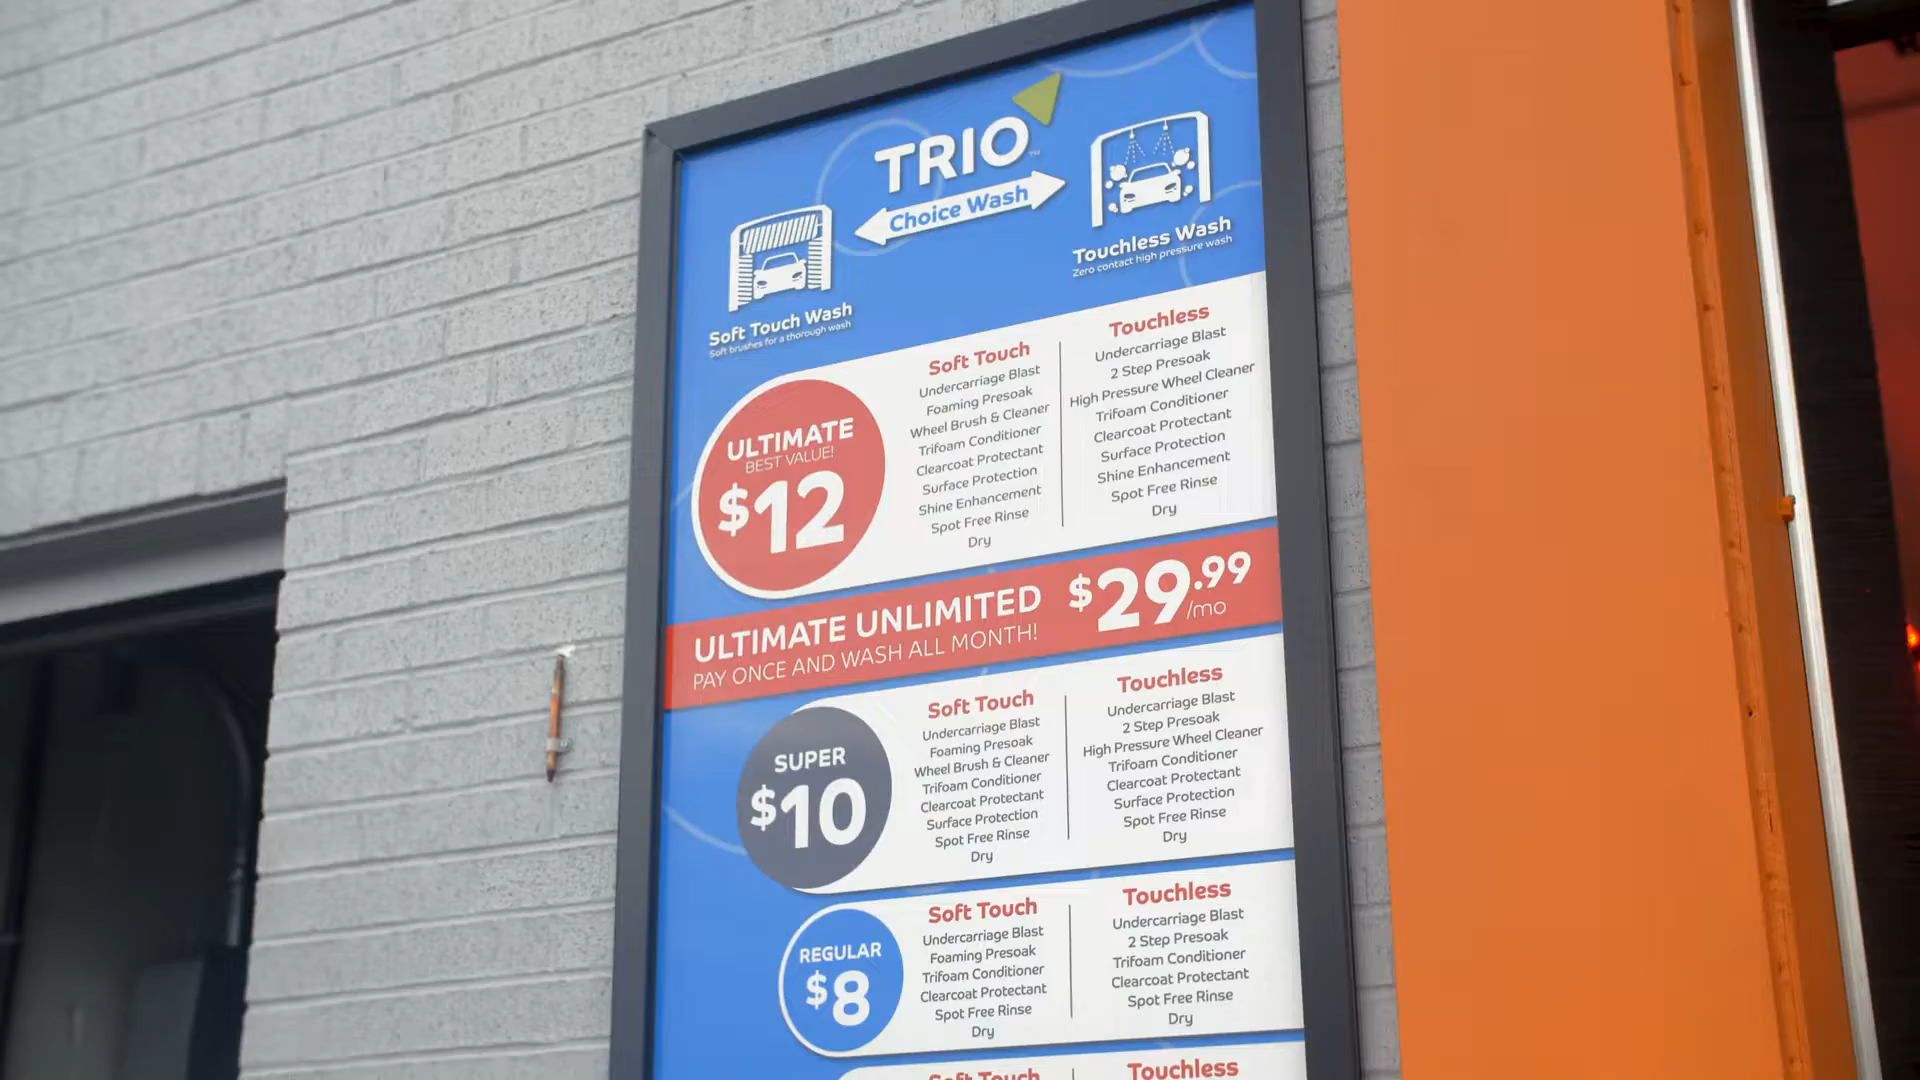 TRIO™
Choice Wash
Soft Touch Wash
Soft brushes for a thorough wash
Touchless Wash
Zero contact high pressure wash
ULTIMATE
BEST VALUE!
$12
Soft Touch
Undercarriage Blast
Foaming Presoak
Wheel Brush & Cleaner
Trifoam Conditioner
Clearcoat Protectant
Surface Protection
Shine Enhancement
Spot Free Rinse
Dry
Touchless
Undercarriage Blast
2 Step Presoak
High Pressure Wheel Cleaner
Trifoam Conditioner
Clearcoat Protectant
Surface Protection
Shine Enhancement
Spot Free Rinse
Dry
ULTIMATE UNLIMITED
PAY ONCE AND WASH ALL MONTH!
$29.99
/mo
SUPER
$10
Soft Touch
Undercarriage Blast
Foaming Presoak
Wheel Brush & Cleaner
Trifoam Conditioner
Clearcoat Protectant
Surface Protection
Spot Free Rinse
Dry
Touchless
Undercarriage Blast
2 Step Presoak
High Pressure Wheel Cleaner
Trifoam Conditioner
Clearcoat Protectant
Surface Protection
Spot Free Rinse
Dry
REGULAR
$8
Soft Touch
Undercarriage Blast
Foaming Presoak
Trifoam Conditioner
Clearcoat Protectant
Spot Free Rinse
Dry
Touchless
Undercarriage Blast
2 Step Presoak
Trifoam Conditioner
Clearcoat Protectant
Spot Free Rinse
Dry
Soft Touch
Touchless